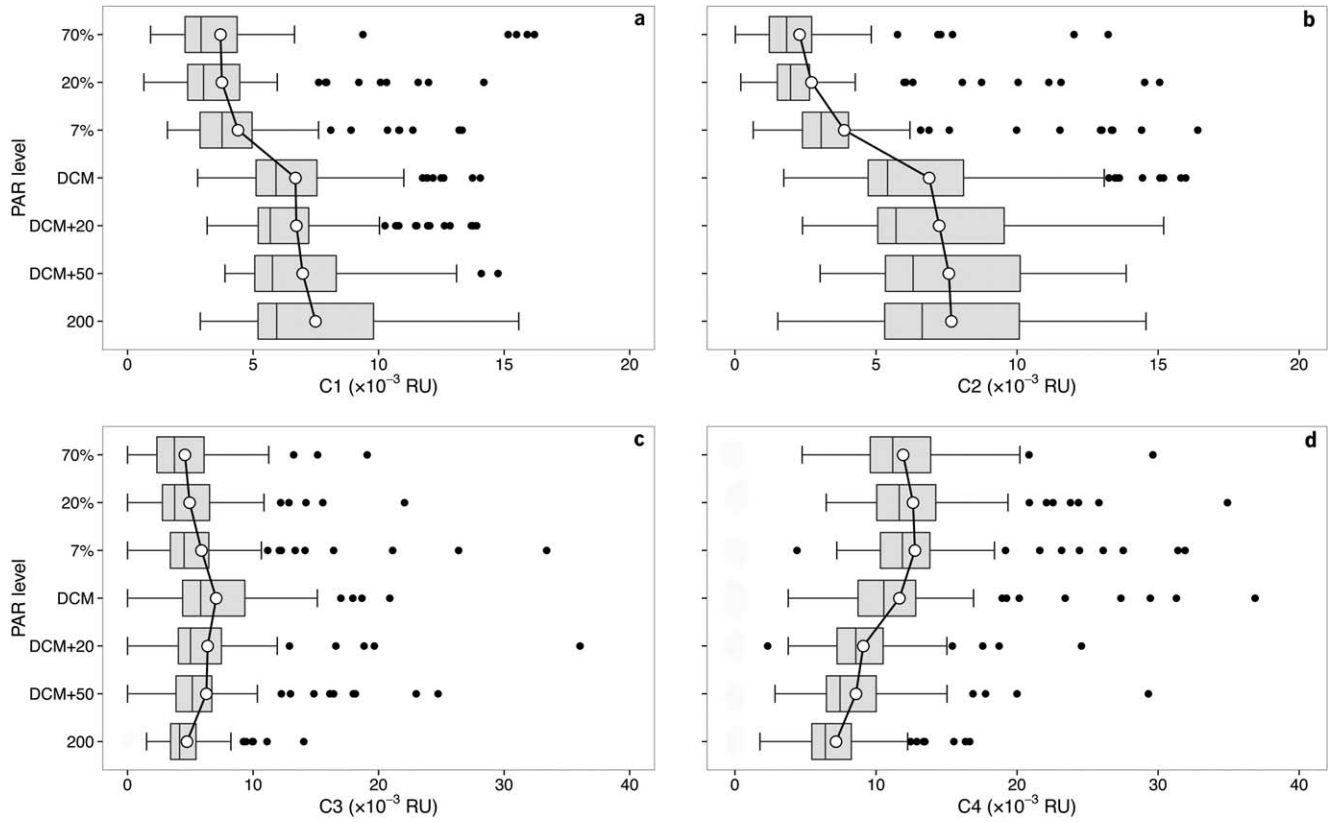 a
70%
20%
7%
DCM
DCM+20
DCM+50
200
PAR level
0 5 10 15 20
C1 (×10⁻³ RU)
b
0 5 10 15 20
C2 (×10⁻³ RU)
c
70%
20%
7%
DCM
DCM+20
DCM+50
200
PAR level
0 10 20 30 40
C3 (×10⁻³ RU)
d
0 10 20 30 40
C4 (×10⁻³ RU)